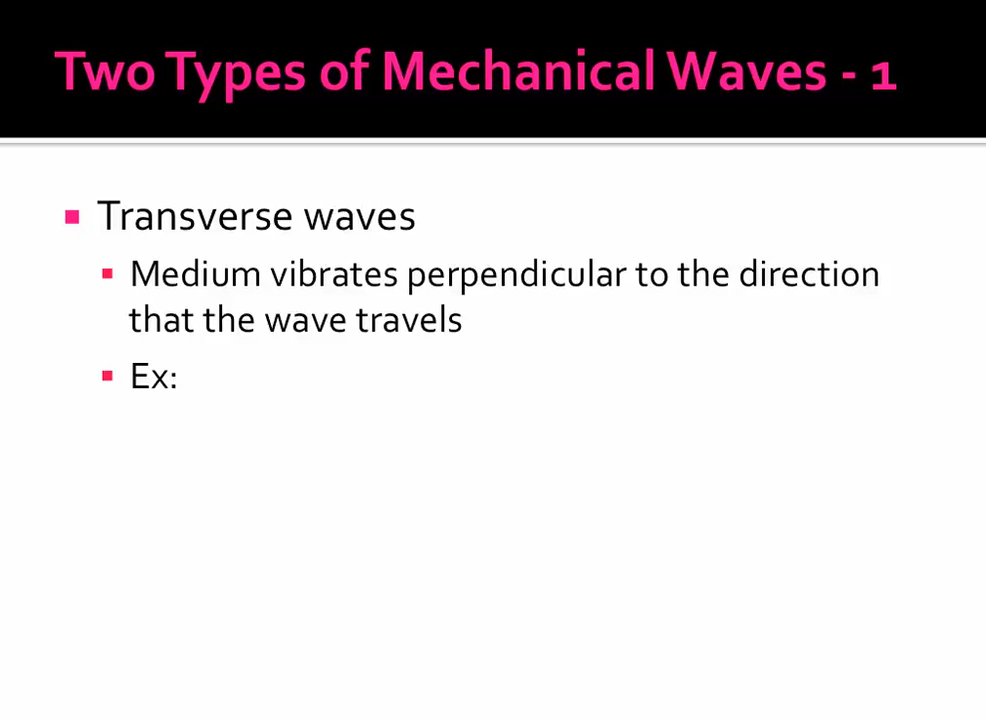 Two Types of Mechanical Waves - 1
Transverse waves
Medium vibrates perpendicular to the direction
that the wave travels
Ex: